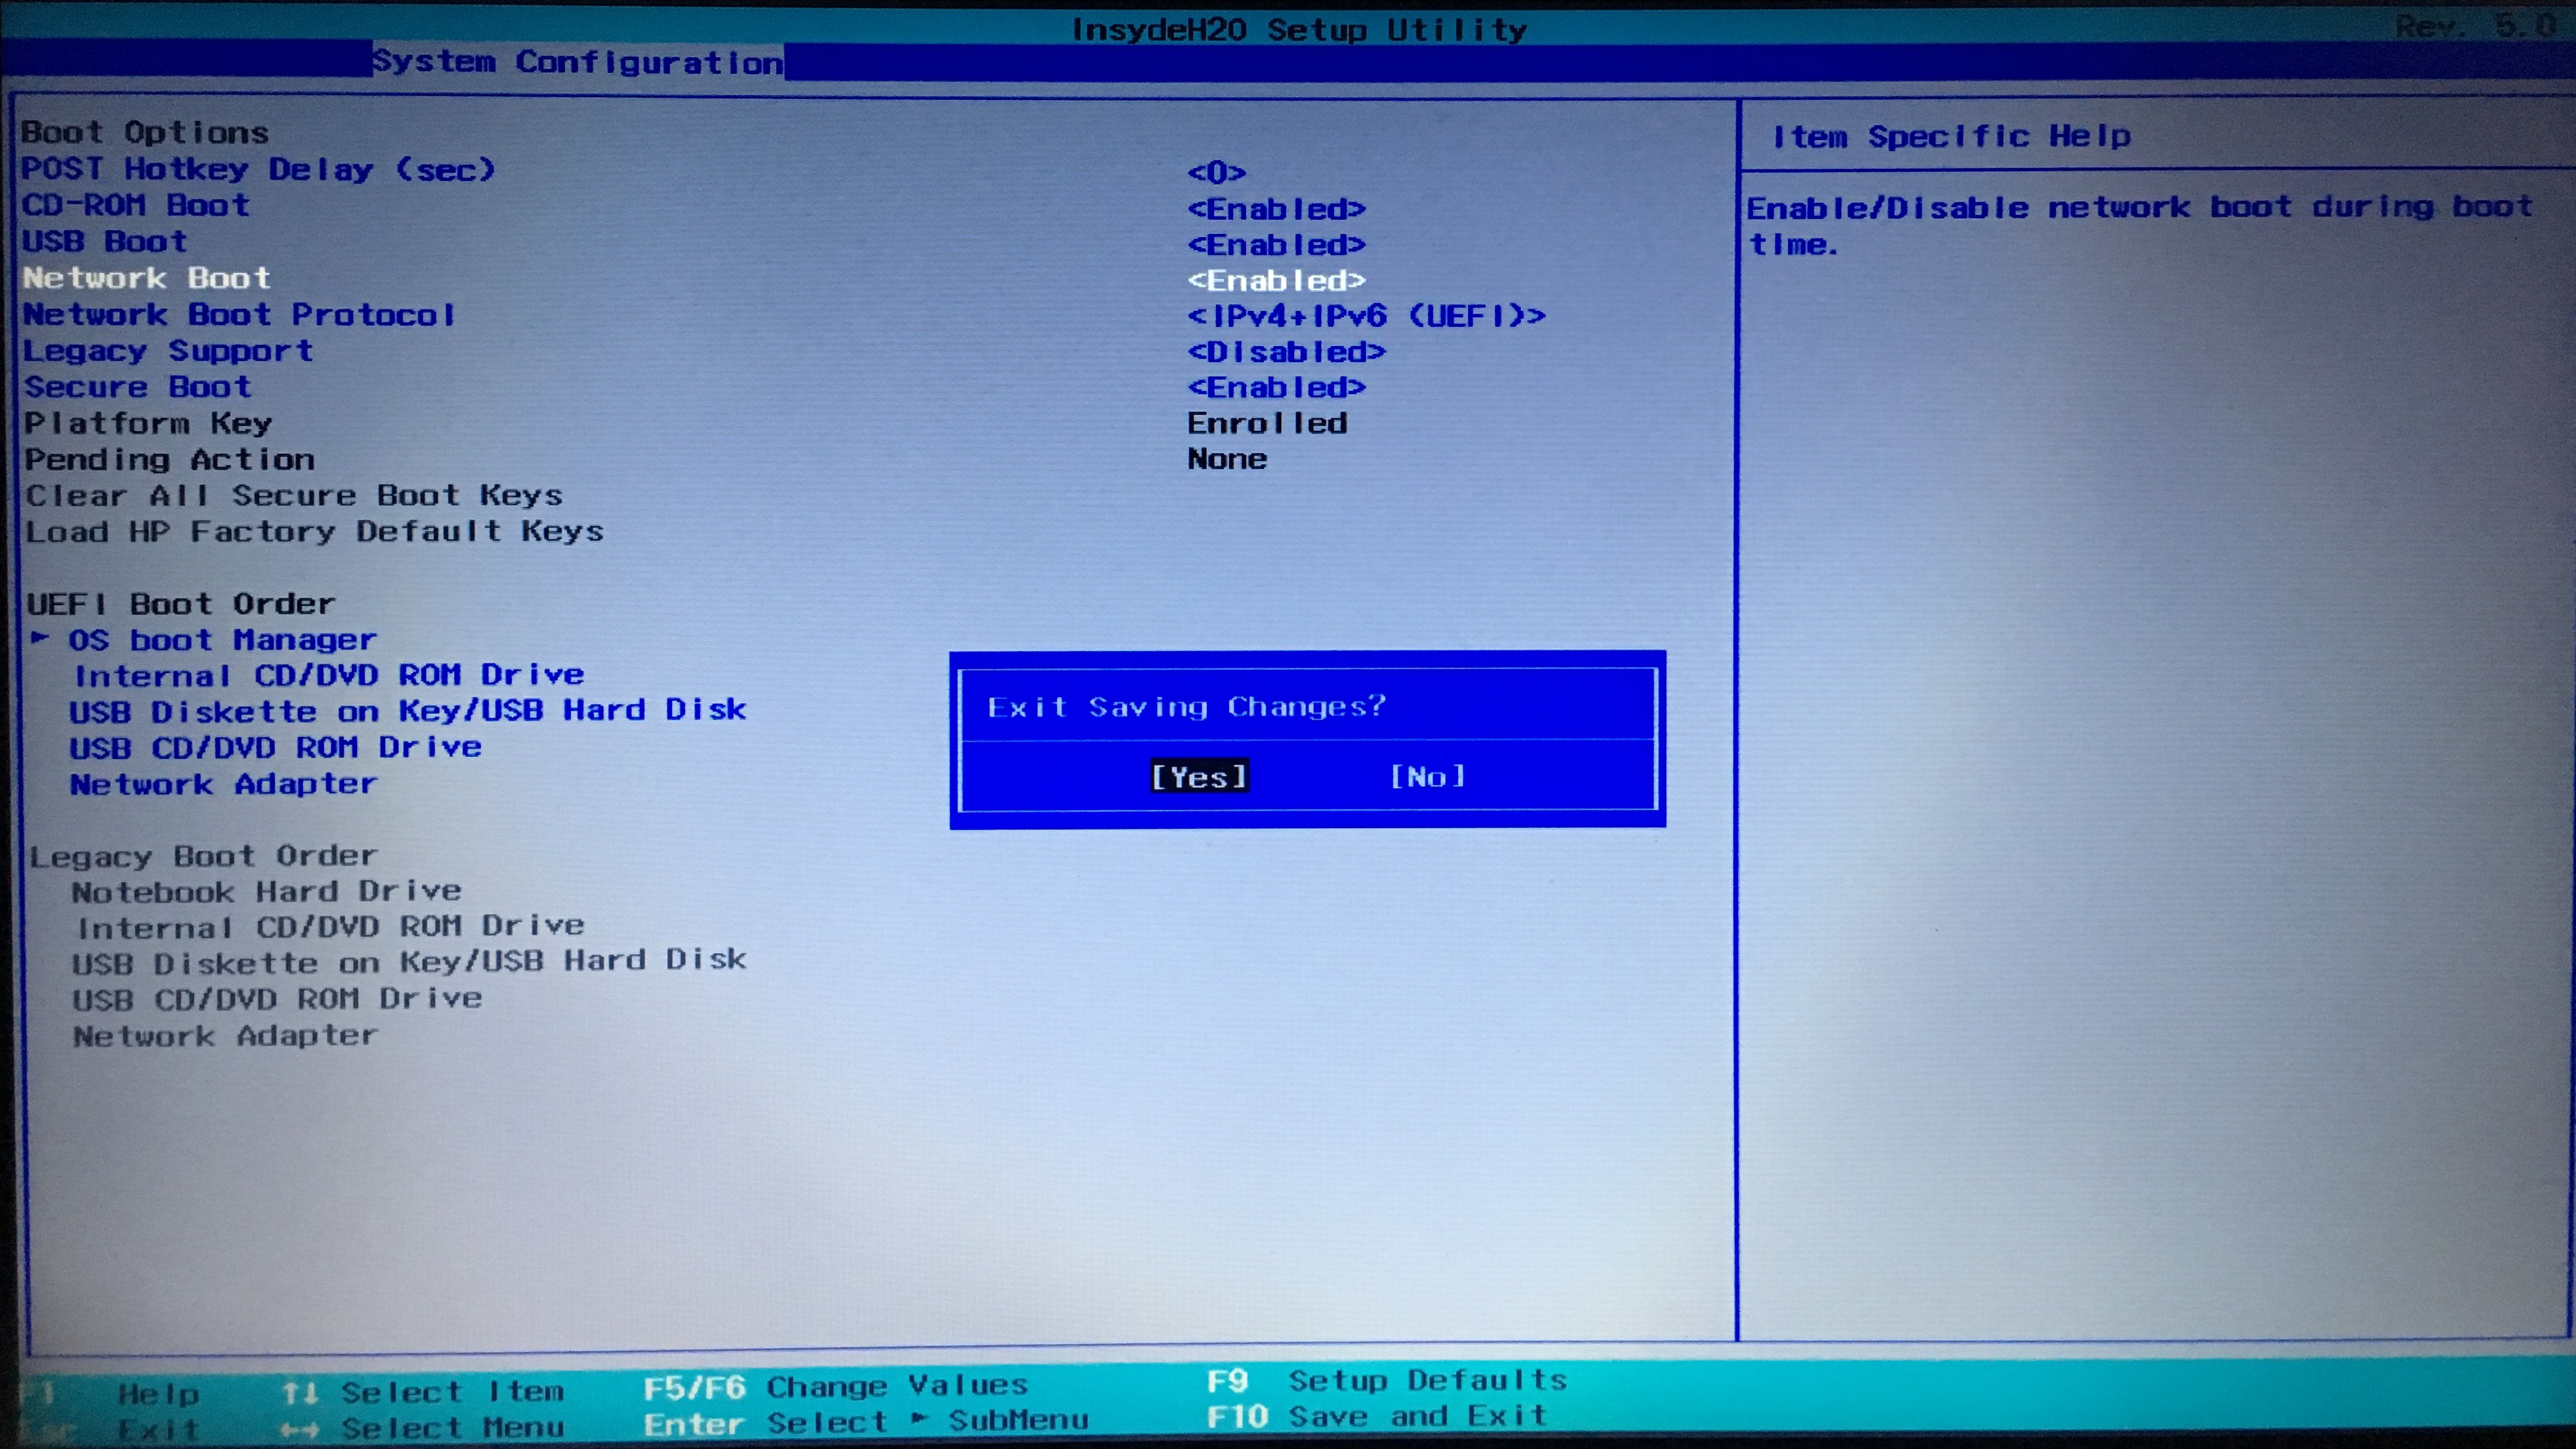 InsydeH20 Setup Utility
Rev. 5.0
System Configuration
Boot Options
POST Hotkey Delay (sec) <0>
CD-ROM Boot <Enabled>
USB Boot <Enabled>
Network Boot <Enabled>
Network Boot Protocol <IPv4+IPv6 (UEFI)>
Legacy Support <Disabled>
Secure Boot <Enabled>
Platform Key Enrolled
Pending Action None
Clear All Secure Boot Keys
Load HP Factory Default Keys
UEFI Boot Order
► OS boot Manager
Internal CD/DVD ROM Drive
USB Diskette on Key/USB Hard Disk
USB CD/DVD ROM Drive
Network Adapter
Legacy Boot Order
Notebook Hard Drive
Internal CD/DVD ROM Drive
USB Diskette on Key/USB Hard Disk
USB CD/DVD ROM Drive
Network Adapter
Exit Saving Changes?
[Yes] [No]
Item Specific Help
Enable/Disable network boot during boot
time.
F1 Help ↑↓ Select Item F5/F6 Change Values F9 Setup Defaults
Esc Exit ←→ Select Menu Enter Select ► SubMenu F10 Save and Exit